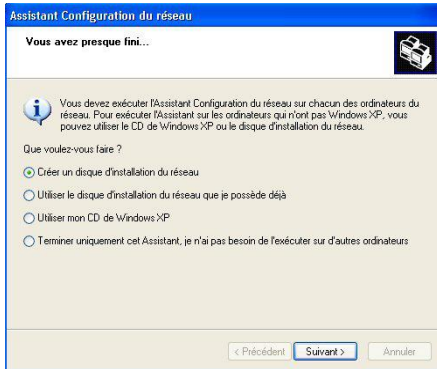 Assistant Configuration du réseau
Vous avez presque fini...
Vous devez exécuter l'Assistant Configuration du réseau sur chacun des ordinateurs du
réseau. Pour exécuter l'Assistant sur les ordinateurs qui n'ont pas Windows XP, vous
pouvez utiliser le CD de Windows XP ou le disque d'installation du réseau.
Que voulez-vous faire ?
Créer un disque d'installation du réseau
Utiliser le disque d'installation du réseau que je possède déjà
Utiliser mon CD de Windows XP
Terminer uniquement cet Assistant, je n'ai pas besoin de l'exécuter sur d'autres ordinateurs
< Précédent Suivant > Annuler